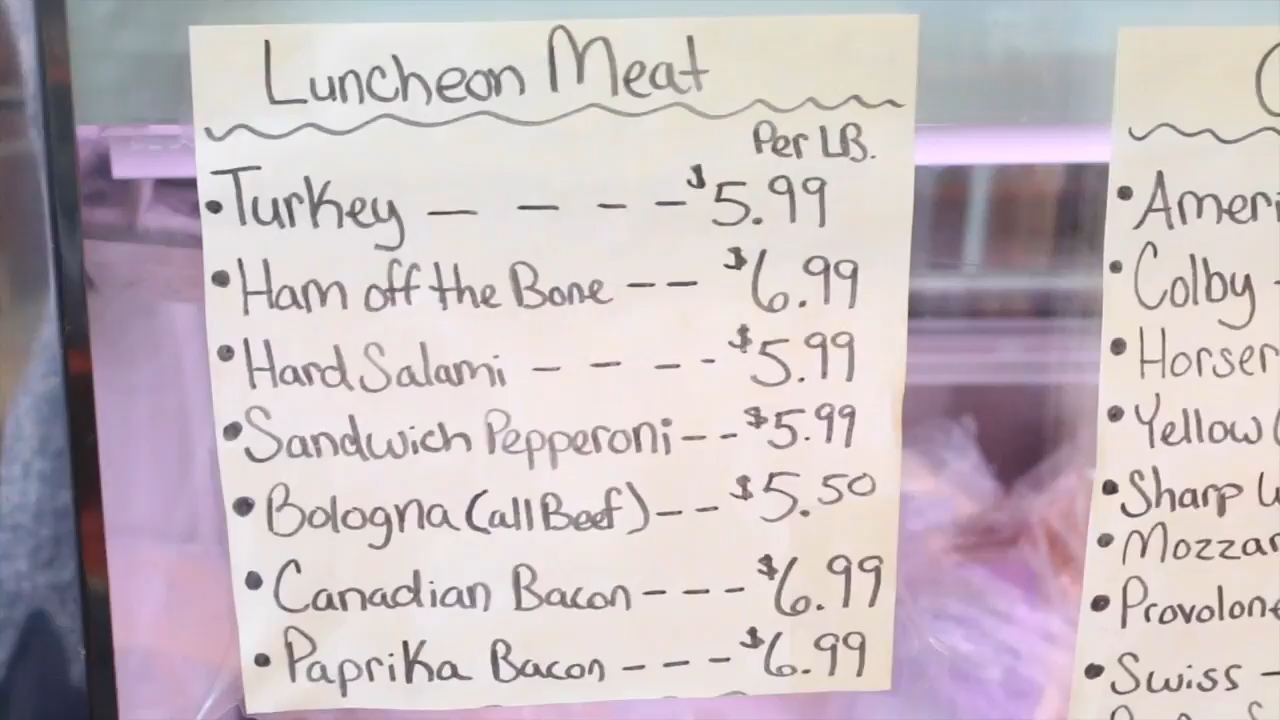 Luncheon Meat
Per LB.
• Turkey - - - - $5.99
• Ham off the Bone -- $6.99
• Hard Salami - - - - $5.99
• Sandwich Pepperoni -- $5.99
• Bologna (all Beef) -- $5.50
• Canadian Bacon --- $6.99
• Paprika Bacon --- $6.99
• Colby -
• Yellow
• Sharp
• Swiss -